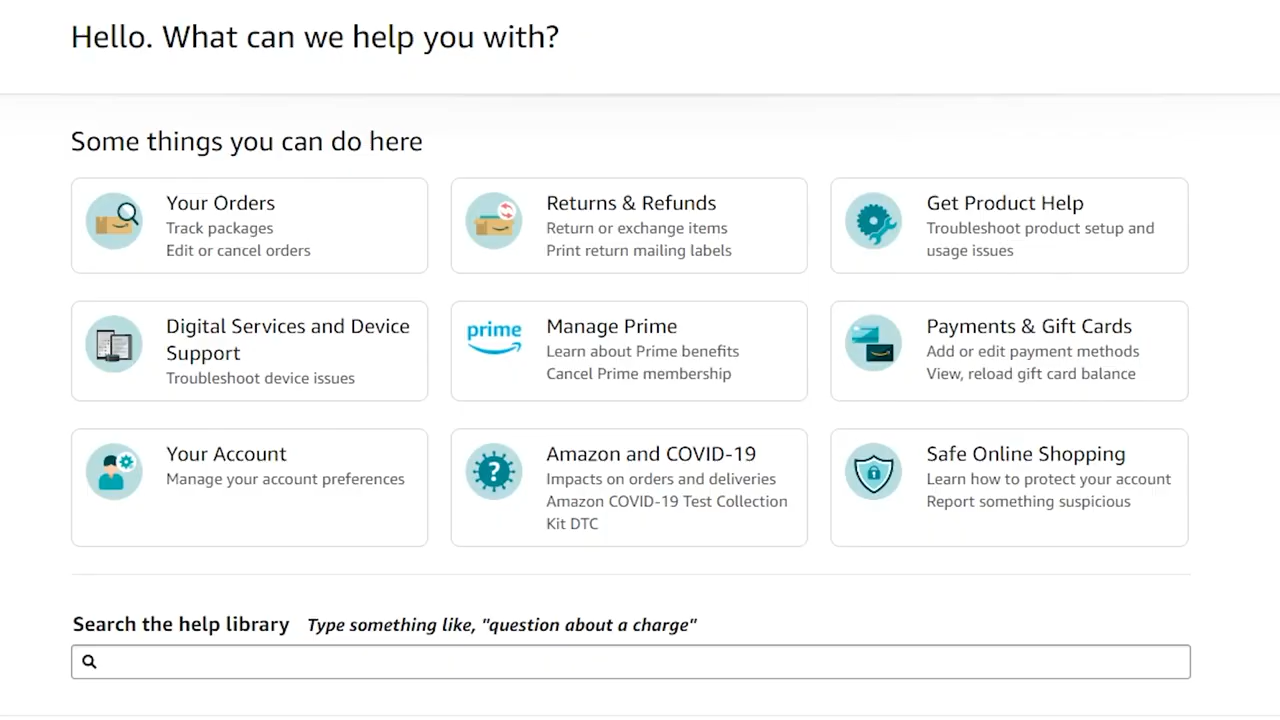 Hello. What can we help you with?
Some things you can do here
Your Orders
Track packages
Edit or cancel orders
Returns & Refunds
Return or exchange items
Print return mailing labels
Get Product Help
Troubleshoot product setup and
usage issues
Digital Services and Device
Support
Troubleshoot device issues
prime
Manage Prime
Learn about Prime benefits
Cancel Prime membership
Payments & Gift Cards
Add or edit payment methods
View, reload gift card balance
Your Account
Manage your account preferences
?
Amazon and COVID-19
Impacts on orders and deliveries
Amazon COVID-19 Test Collection
Kit DTC
Safe Online Shopping
Learn how to protect your account
Report something suspicious
Search the help library Type something like, "question about a charge"